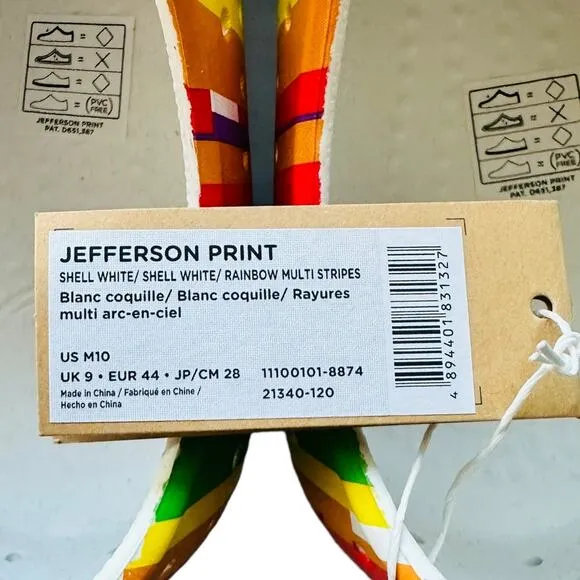 (PVC FREE)
JEFFERSON PRINT
PAT. D651,387
(PVC FREE)
JEFFERSON PRINT
PAT. D651,387
JEFFERSON PRINT
SHELL WHITE/ SHELL WHITE/ RAINBOW MULTI STRIPES
Blanc coquille/ Blanc coquille/ Rayures
multi arc-en-ciel
US M10
UK 9 • EUR 44 • JP/CM 28
11100101-8874
Made in China / Fabriqué en Chine /
Hecho en China
21340-120
4 894401 831327